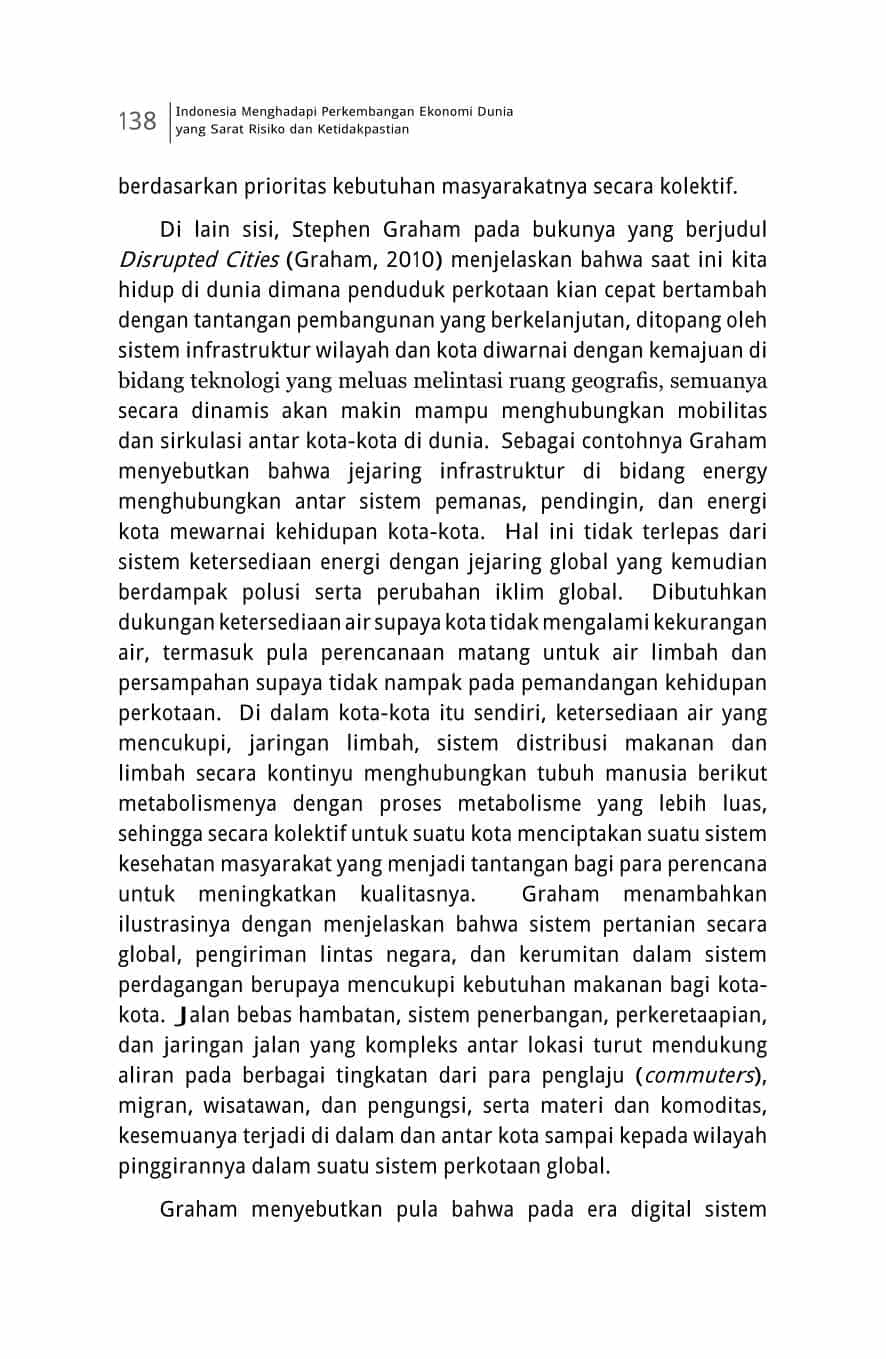 138
Indonesia Menghadapi Perkembangan Ekonomi Dunia
yang Sarat Risiko dan Ketidakpastian
berdasarkan prioritas kebutuhan masyarakatnya secara kolektif.
Di lain sisi, Stephen Graham pada bukunya yang berjudul
Disrupted Cities (Graham, 2010) menjelaskan bahwa saat ini kita
hidup di dunia dimana penduduk perkotaan kian cepat bertambah
dengan tantangan pembangunan yang berkelanjutan, ditopang oleh
sistem infrastruktur wilayah dan kota diwarnai dengan kemajuan di
bidang teknologi yang meluas melintasi ruang geografis, semuanya
secara dinamis akan makin mampu menghubungkan mobilitas
dan sirkulasi antar kota-kota di dunia. Sebagai contohnya Graham
menyebutkan bahwa jejaring infrastruktur di bidang energy
menghubungkan antar sistem pemanas, pendingin, dan energi
kota mewarnai kehidupan kota-kota. Hal ini tidak terlepas dari
sistem ketersediaan energi dengan jejaring global yang kemudian
berdampak polusi serta perubahan iklim global. Dibutuhkan
dukungan ketersediaan air supaya kota tidak mengalami kekurangan
air, termasuk pula perencanaan matang untuk air limbah dan
persampahan supaya tidak nampak pada pemandangan kehidupan
perkotaan. Di dalam kota-kota itu sendiri, ketersediaan air yang
mencukupi, jaringan limbah, sistem distribusi makanan dan
limbah secara kontinyu menghubungkan tubuh manusia berikut
metabolismenya dengan proses metabolisme yang lebih luas,
sehingga secara kolektif untuk suatu kota menciptakan suatu sistem
kesehatan masyarakat yang menjadi tantangan bagi para perencana
untuk meningkatkan kualitasnya. Graham menambahkan
ilustrasinya dengan menjelaskan bahwa sistem pertanian secara
global, pengiriman lintas negara, dan kerumitan dalam sistem
perdagangan berupaya mencukupi kebutuhan makanan bagi kota-
kota. Jalan bebas hambatan, sistem penerbangan, perkeretaapian,
dan jaringan jalan yang kompleks antar lokasi turut mendukung
aliran pada berbagai tingkatan dari para penglaju (commuters),
migran, wisatawan, dan pengungsi, serta materi dan komoditas,
kesemuanya terjadi di dalam dan antar kota sampai kepada wilayah
pinggirannya dalam suatu sistem perkotaan global.
Graham menyebutkan pula bahwa pada era digital sistem